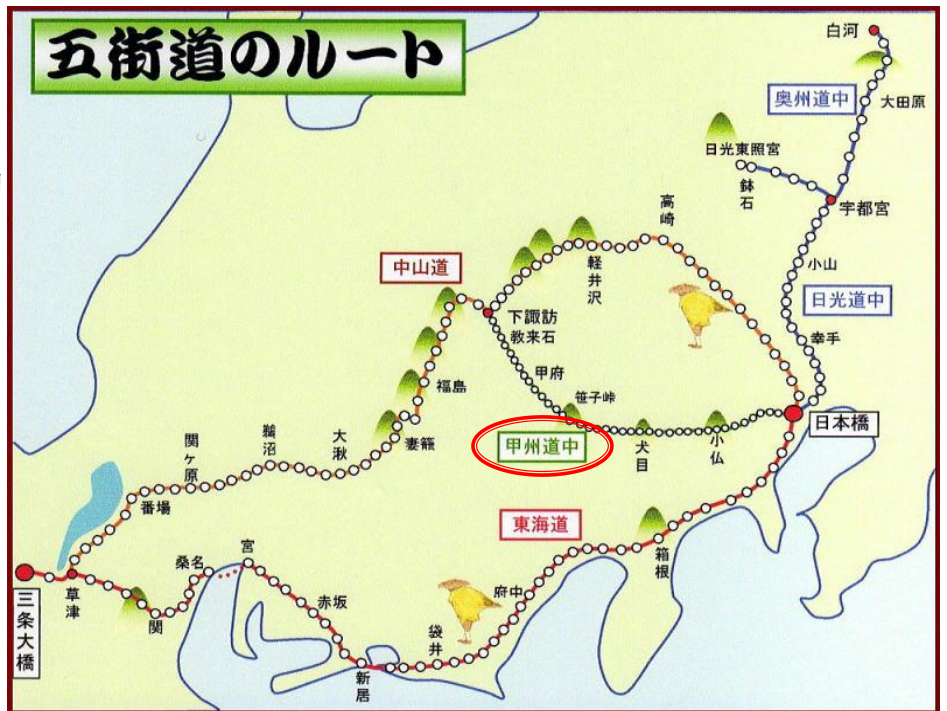 五街道のルート
白河
奥州道中
大田原
日光東照宮
鉢石
宇都宮
高崎
小山
軽井沢
中山道
日光道中
下諏訪
教来石
幸手
甲府
福島
笹子峠
日本橋
妻籠
甲州道中
犬目
小仏
大湫
鵜沼
関ヶ原
番場
東海道
箱根
桑名
宮
府中
草津
赤坂
関
袋井
三条大橋
新居